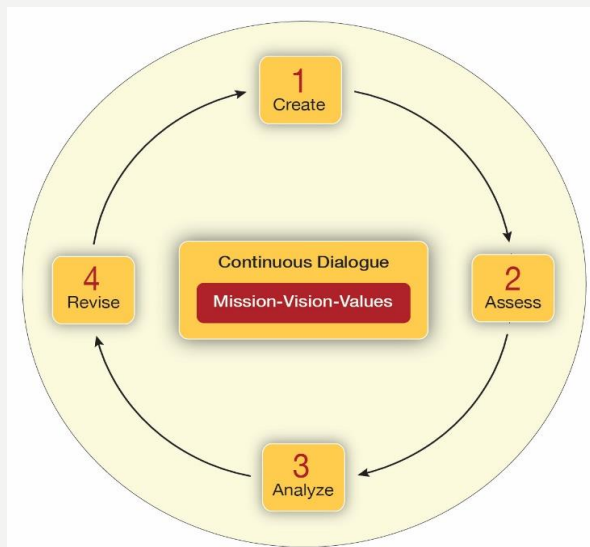 1
Create
2
Assess
3
Analyze
4
Revise
Continuous Dialogue
Mission-Vision-Values